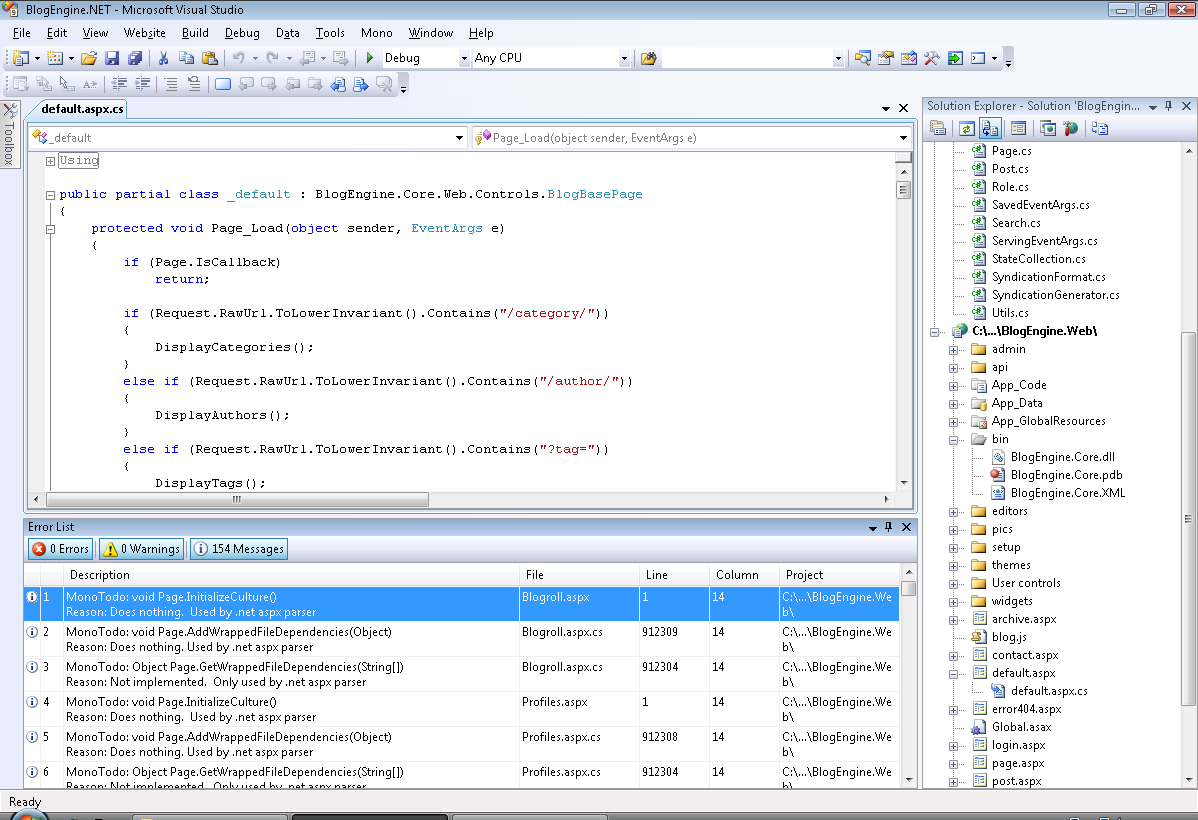 BlogEngine.NET - Microsoft Visual Studio
File Edit View Website Build Debug Data Tools Mono Window Help
Debug Any CPU
Toolbox
default.aspx.cs
_default Page_Load(object sender, EventArgs e)
Using
public partial class _default : BlogEngine.Core.Web.Controls.BlogBasePage
{
protected void Page_Load(object sender, EventArgs e)
{
if (Page.IsCallback)
return;
if (Request.RawUrl.ToLowerInvariant().Contains("/category/"))
{
DisplayCategories();
}
else if (Request.RawUrl.ToLowerInvariant().Contains("/author/"))
{
DisplayAuthors();
}
else if (Request.RawUrl.ToLowerInvariant().Contains("?tag="))
{
DisplayTags();
Error List
0 Errors 0 Warnings 154 Messages
Description File Line Column Project
1 MonoTodo: void Page.InitializeCulture() Blogroll.aspx 1 14 C:\...\BlogEngine.We
Reason: Does nothing.  Used by .net aspx parser b\
2 MonoTodo: void Page.AddWrappedFileDependencies(Object) Blogroll.aspx.cs 912309 14 C:\...\BlogEngine.We
Reason: Does nothing. Used by .net aspx parser b\
3 MonoTodo: Object Page.GetWrappedFileDependencies(String[]) Blogroll.aspx.cs 912304 14 C:\...\BlogEngine.We
Reason: Not implemented.  Only used by .net aspx parser b\
4 MonoTodo: void Page.InitializeCulture() Profiles.aspx 1 14 C:\...\BlogEngine.We
Reason: Does nothing.  Used by .net aspx parser b\
5 MonoTodo: void Page.AddWrappedFileDependencies(Object) Profiles.aspx.cs 912308 14 C:\...\BlogEngine.We
Reason: Does nothing. Used by .net aspx parser b\
6 MonoTodo: Object Page.GetWrappedFileDependencies(String[]) Profiles.aspx.cs 912304 14 C:\...\BlogEngine.We
Reason: Not implemented.  Only used by .net aspx parser b\
Solution Explorer - Solution 'BlogEngin...
Page.cs
Post.cs
Role.cs
SavedEventArgs.cs
Search.cs
ServingEventArgs.cs
StateCollection.cs
SyndicationFormat.cs
SyndicationGenerator.cs
Utils.cs
C:\...\BlogEngine.Web\
admin
api
App_Code
App_Data
App_GlobalResources
bin
BlogEngine.Core.dll
BlogEngine.Core.pdb
BlogEngine.Core.XML
editors
pics
setup
themes
User controls
widgets
archive.aspx
blog.js
contact.aspx
default.aspx
default.aspx.cs
error404.aspx
Global.asax
login.aspx
page.aspx
post.aspx
Ready